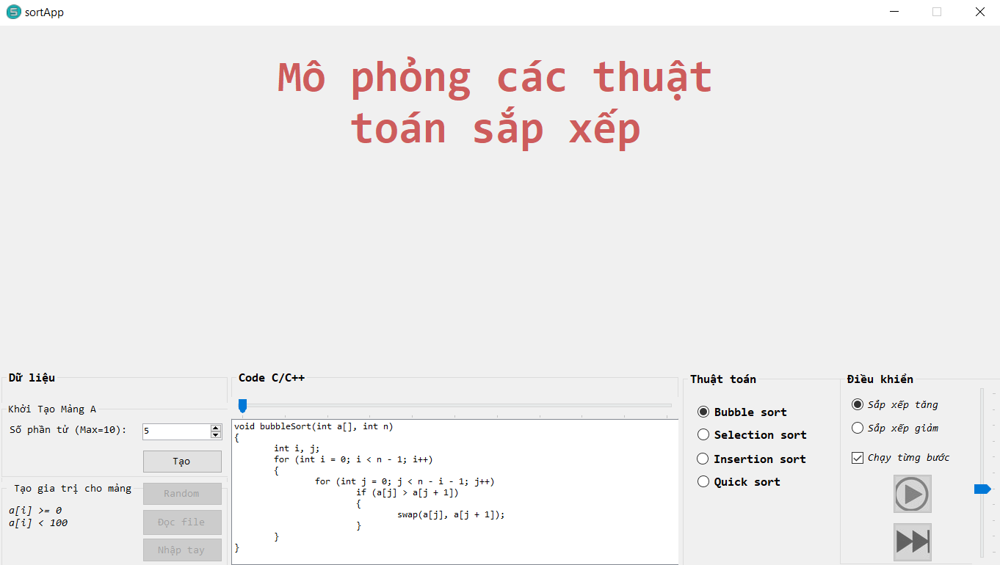 sortApp
Mô phỏng các thuật
toán sắp xếp
Dữ liệu
Khởi Tạo Mảng A
Số phần tử (Max=10):
5
Tạo
Tạo gia trị cho mảng
a[i] >= 0
a[i] < 100
Random
Đọc file
Nhập tay
Code C/C++
void bubbleSort(int a[], int n)
{
int i, j;
for (int i = 0; i < n - 1; i++)
{
for (int j = 0; j < n - i - 1; j++)
if (a[j] > a[j + 1])
{
swap(a[j], a[j + 1]);
}
}
}
Thuật toán
Bubble sort
Selection sort
Insertion sort
Quick sort
Điều khiển
Sắp xếp tăng
Sắp xếp giảm
Chạy từng bước